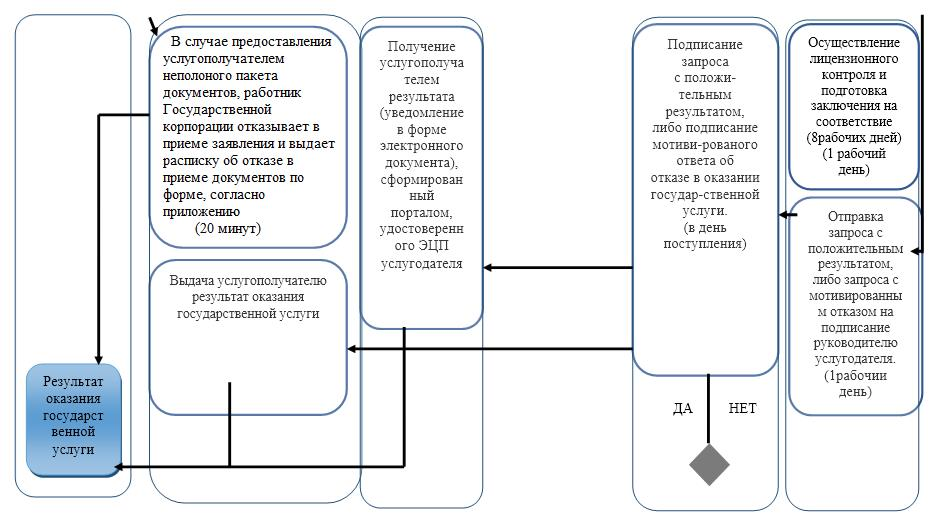 В случае предоставления
услугополучателем
неполоного пакета
документов, работник
Государственной
корпорации отказывает в
приеме заявления и выдает
расписку об отказе в
приеме документов по
форме, согласно
приложению
(20 минут)
Выдача услугополучателю
результат оказания
государственной услуги
Результат
оказания
государст
венной
услуги
Получение
услугополуча
телем
результата
(уведомление
в форме
электронного
документа),
сформирован
ный
порталом,
удостоверенн
ого ЭЦП
услугодателя
Подписание
запроса
с положи-
тельным
результатом,
либо подписание
мотиви-рованого
ответа об
отказе в оказании
государ-ственной
услуги.
(в день
поступления)
ДА
НЕТ
Осуществление
лицензионного
контроля и
подготовка
заключения на
соответствие
(8рабочих дней)
(1 рабочий
день)
Отправка
запроса с
положительным
результатом,
либо запроса с
мотивированны
м отказом на
подписание
руководителю
услугодателя.
(1рабочии
день)